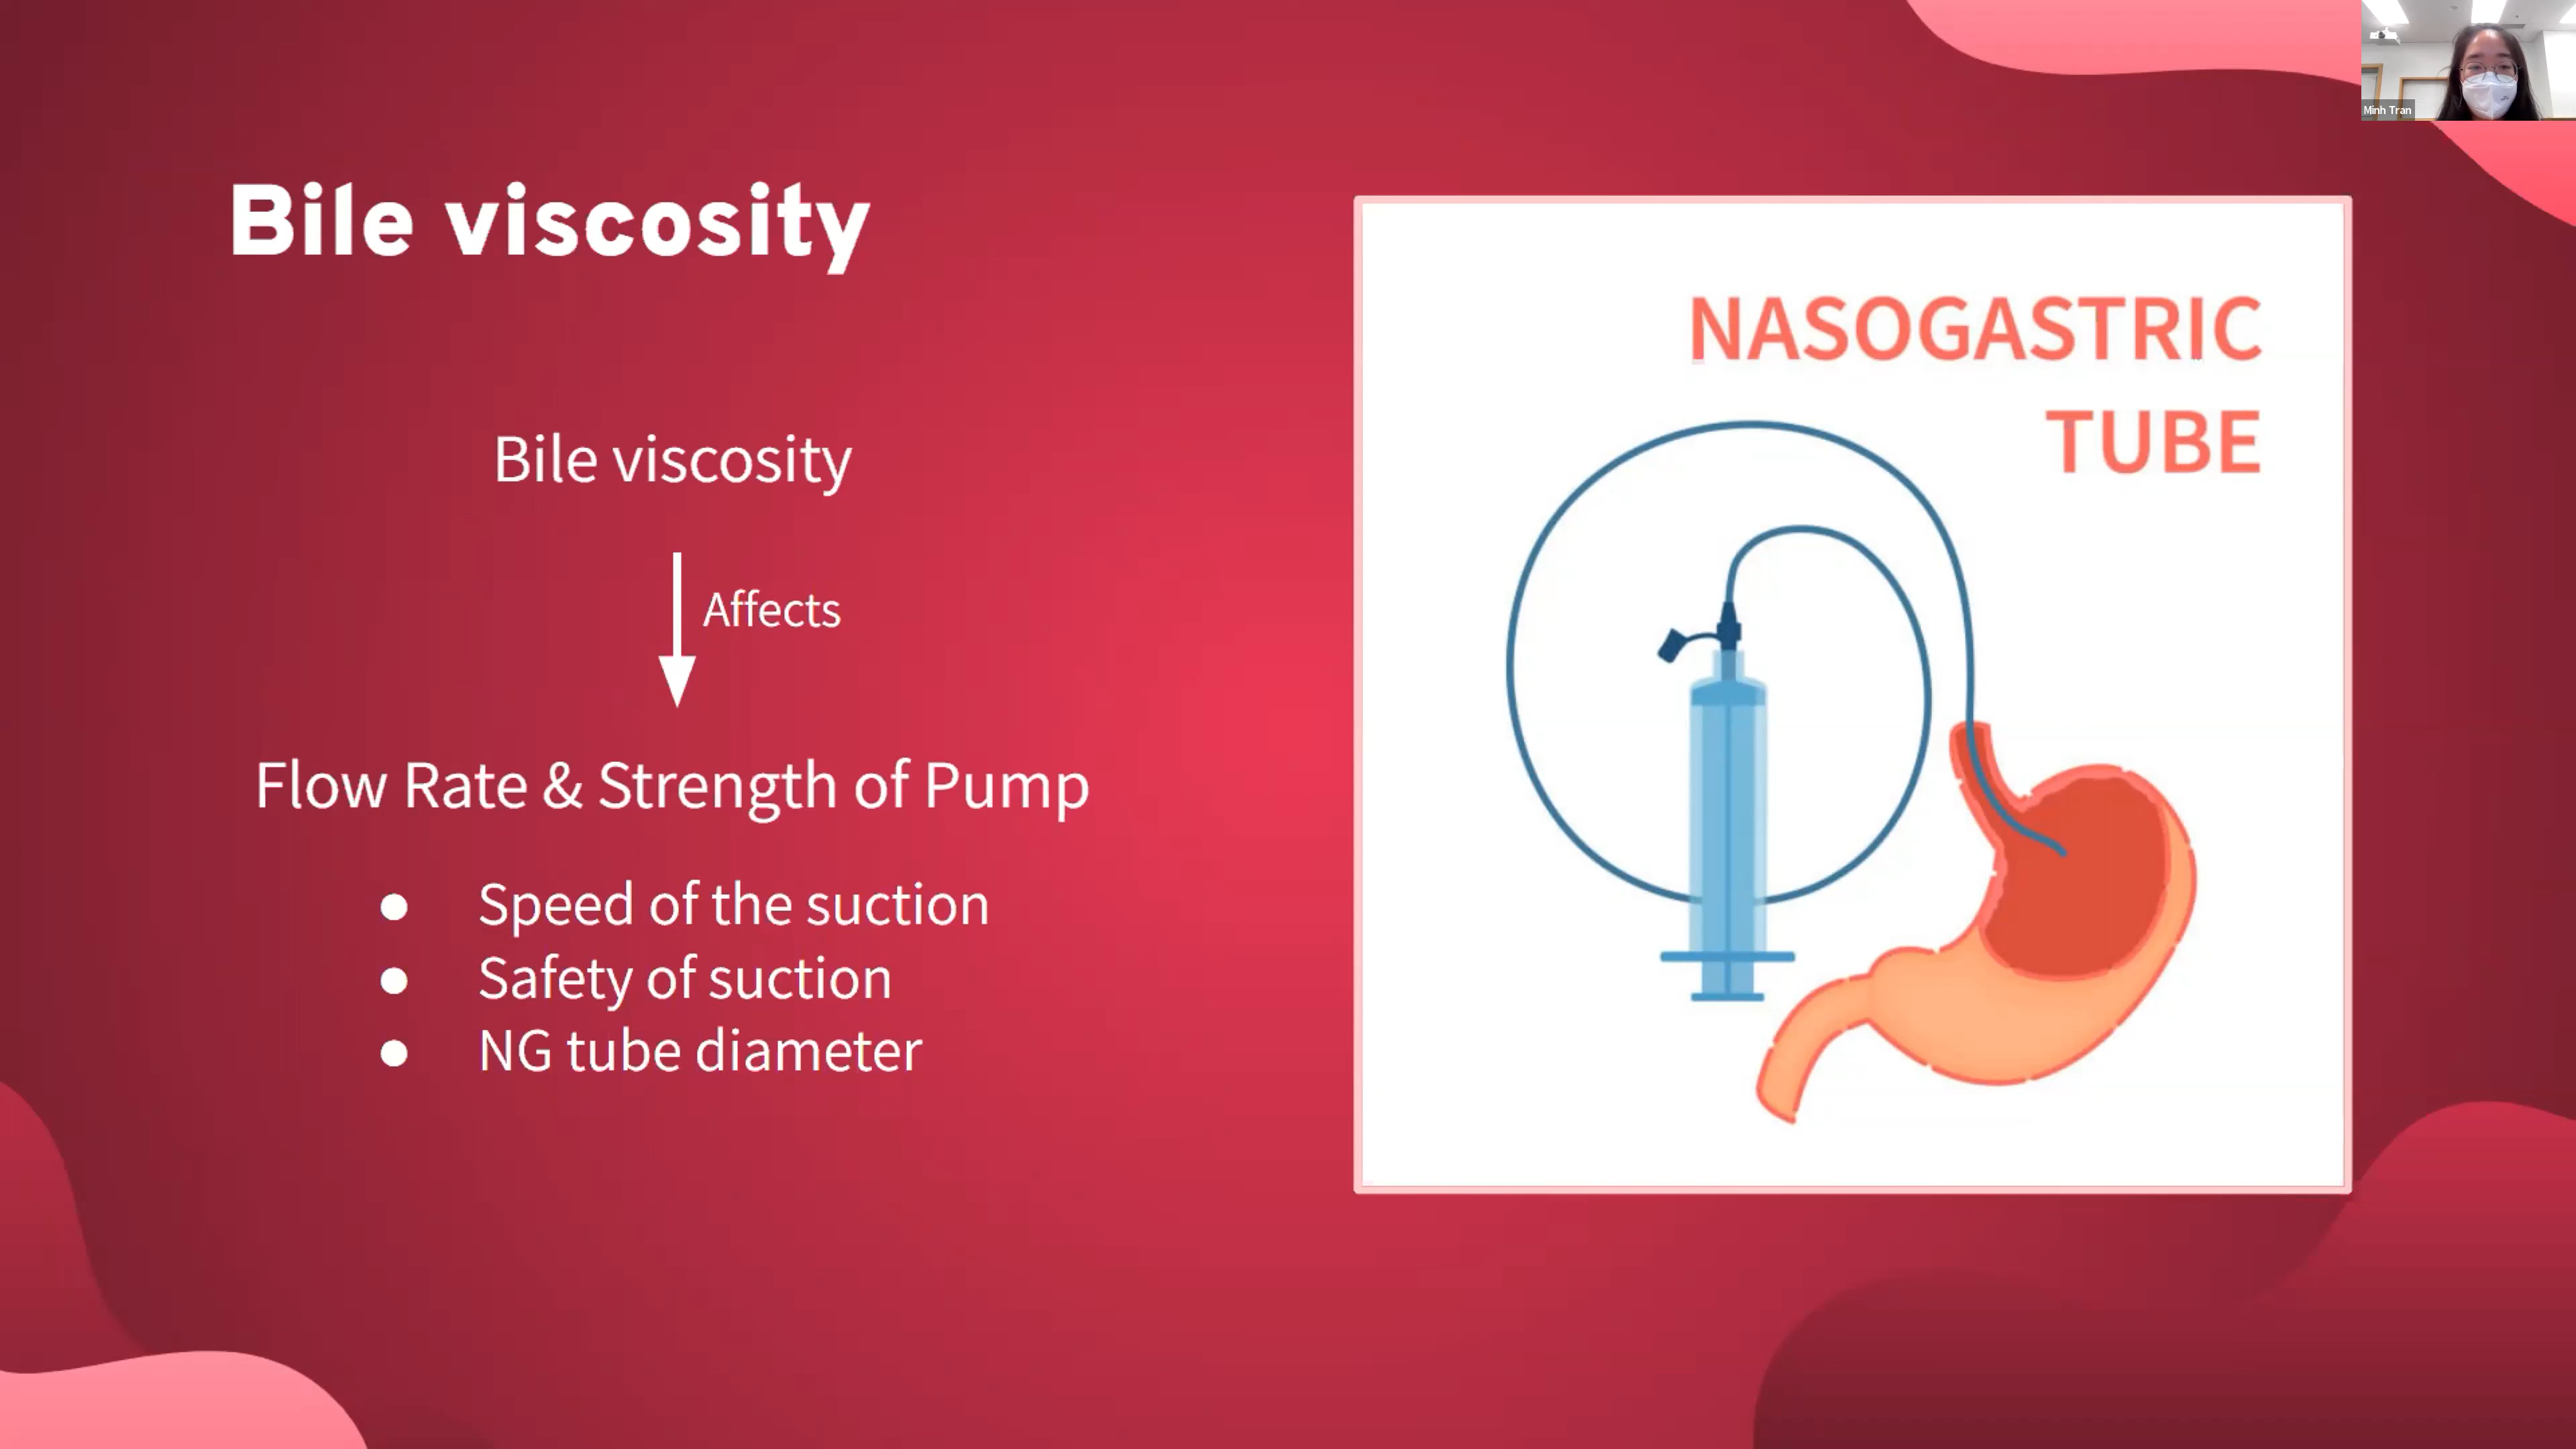 Minh Tran
Bile viscosity
Bile viscosity
Affects
Flow Rate & Strength of Pump
● Speed of the suction
● Safety of suction
● NG tube diameter
NASOGASTRIC
TUBE